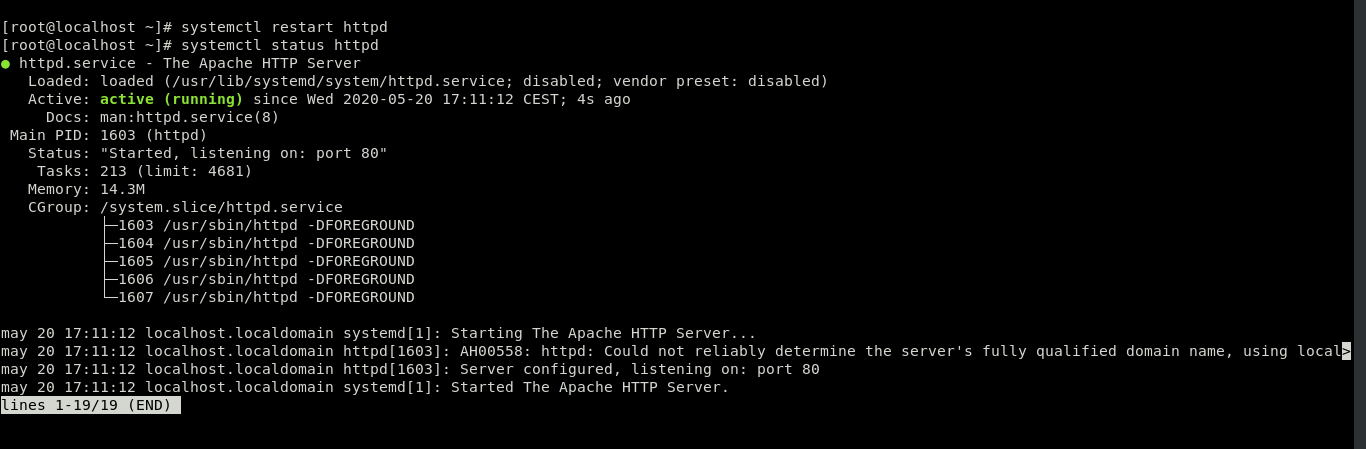 [root@localhost ~]# systemctl restart httpd
[root@localhost ~]# systemctl status httpd
● httpd.service - The Apache HTTP Server
   Loaded: loaded (/usr/lib/systemd/system/httpd.service; disabled; vendor preset: disabled)
   Active: active (running) since Wed 2020-05-20 17:11:12 CEST; 4s ago
     Docs: man:httpd.service(8)
 Main PID: 1603 (httpd)
   Status: "Started, listening on: port 80"
    Tasks: 213 (limit: 4681)
   Memory: 14.3M
   CGroup: /system.slice/httpd.service
           ├─1603 /usr/sbin/httpd -DFOREGROUND
           ├─1604 /usr/sbin/httpd -DFOREGROUND
           ├─1605 /usr/sbin/httpd -DFOREGROUND
           ├─1606 /usr/sbin/httpd -DFOREGROUND
           └─1607 /usr/sbin/httpd -DFOREGROUND

may 20 17:11:12 localhost.localdomain systemd[1]: Starting The Apache HTTP Server...
may 20 17:11:12 localhost.localdomain httpd[1603]: AH00558: httpd: Could not reliably determine the server's fully qualified domain name, using local>
may 20 17:11:12 localhost.localdomain httpd[1603]: Server configured, listening on: port 80
may 20 17:11:12 localhost.localdomain systemd[1]: Started The Apache HTTP Server.
lines 1-19/19 (END)